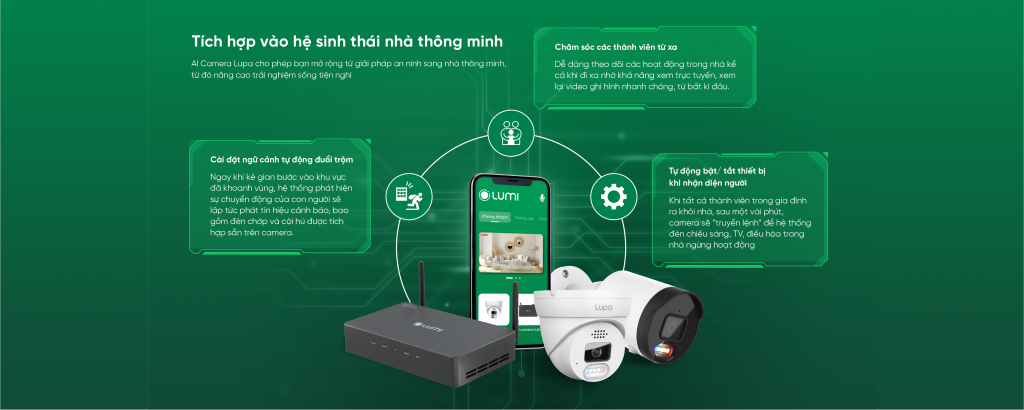 Tích hợp vào hệ sinh thái nhà thông minh
AI Camera Lupa cho phép bạn mở rộng từ giải pháp an ninh sang nhà thông minh,
từ đó nâng cao trải nghiệm sống tiện nghi
Chăm sóc các thành viên từ xa
Dễ dàng theo dõi các hoạt động trong nhà kể
cả khi đi xa nhờ khả năng xem trực tuyến, xem
lại video ghi hình nhanh chóng, từ bất kì đâu.
Cài đặt ngữ cảnh tự động đuổi trộm
Ngay khi kẻ gian bước vào khu vực
đã khoanh vùng, hệ thống phát hiện
sự chuyển động của con người sẽ
lập tức phát tín hiệu cảnh báo, bao
gồm đèn chớp và còi hú được tích
hợp sẵn trên camera.
Tự động bật/ tắt thiết bị
khi nhận diện người
Khi tất cả thành viên trong gia đình
ra khỏi nhà, sau một vài phút,
camera sẽ "truyền lệnh" để hệ thống
đèn chiếu sáng, TV, điều hòa trong
nhà ngừng hoạt động
LUMI
Phòng khách
Phòng ngủ
LUMI
Lupa